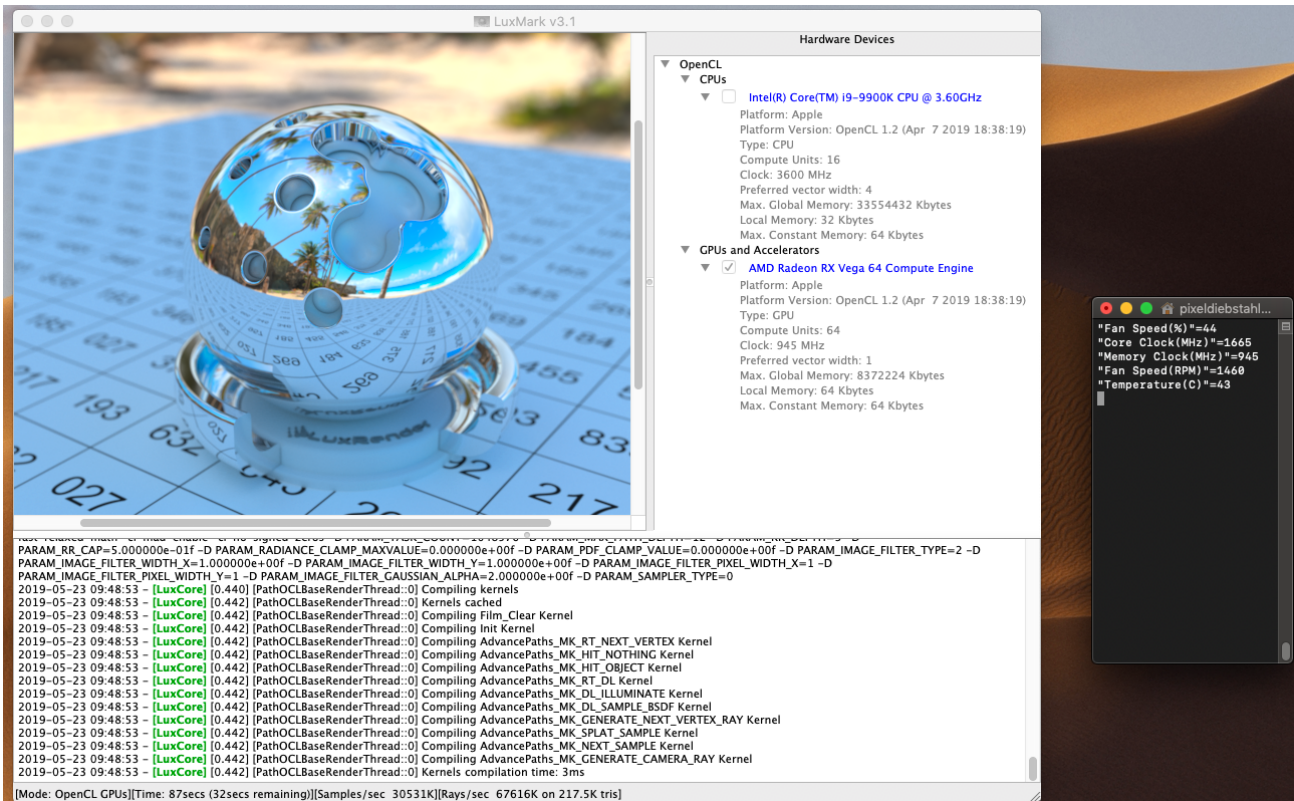 LuxMark v3.1
Hardware Devices
OpenCL
CPUs
Intel(R) Core(TM) i9-9900K CPU @ 3.60GHz
Platform: Apple
Platform Version: OpenCL 1.2 (Apr 7 2019 18:38:19)
Type: CPU
Compute Units: 16
Clock: 3600 MHz
Preferred vector width: 4
Max. Global Memory: 33554432 Kbytes
Local Memory: 32 Kbytes
Max. Constant Memory: 64 Kbytes
GPUs and Accelerators
AMD Radeon RX Vega 64 Compute Engine
Platform: Apple
Platform Version: OpenCL 1.2 (Apr 7 2019 18:38:19)
Type: GPU
Compute Units: 64
Clock: 945 MHz
Preferred vector width: 1
Max. Global Memory: 8372224 Kbytes
Local Memory: 64 Kbytes
Max. Constant Memory: 64 Kbytes
269
184
455
217
193
632
83
92
027
217
LuxRender
PARAM_RR_CAP=5.000000e-01f -D PARAM_RADIANCE_CLAMP_MAXVALUE=0.000000e+00f -D PARAM_PDF_CLAMP_VALUE=0.000000e+00f -D PARAM_IMAGE_FILTER_TYPE=2 -D
PARAM_IMAGE_FILTER_WIDTH_X=1.000000e+00f -D PARAM_IMAGE_FILTER_WIDTH_Y=1.000000e+00f -D PARAM_IMAGE_FILTER_PIXEL_WIDTH_X=1 -D
PARAM_IMAGE_FILTER_PIXEL_WIDTH_Y=1 -D PARAM_IMAGE_FILTER_GAUSSIAN_ALPHA=2.000000e+00f -D PARAM_SAMPLER_TYPE=0
2019-05-23 09:48:53 - [LuxCore] [0.440] [PathOCLBaseRenderThread::0] Compiling kernels
2019-05-23 09:48:53 - [LuxCore] [0.442] [PathOCLBaseRenderThread::0] Kernels cached
2019-05-23 09:48:53 - [LuxCore] [0.442] [PathOCLBaseRenderThread::0] Compiling Film_Clear Kernel
2019-05-23 09:48:53 - [LuxCore] [0.442] [PathOCLBaseRenderThread::0] Compiling Init Kernel
2019-05-23 09:48:53 - [LuxCore] [0.442] [PathOCLBaseRenderThread::0] Compiling AdvancePaths_MK_RT_NEXT_VERTEX Kernel
2019-05-23 09:48:53 - [LuxCore] [0.442] [PathOCLBaseRenderThread::0] Compiling AdvancePaths_MK_HIT_NOTHING Kernel
2019-05-23 09:48:53 - [LuxCore] [0.442] [PathOCLBaseRenderThread::0] Compiling AdvancePaths_MK_HIT_OBJECT Kernel
2019-05-23 09:48:53 - [LuxCore] [0.442] [PathOCLBaseRenderThread::0] Compiling AdvancePaths_MK_RT_DL Kernel
2019-05-23 09:48:53 - [LuxCore] [0.442] [PathOCLBaseRenderThread::0] Compiling AdvancePaths_MK_DL_ILLUMINATE Kernel
2019-05-23 09:48:53 - [LuxCore] [0.442] [PathOCLBaseRenderThread::0] Compiling AdvancePaths_MK_DL_SAMPLE_BSDF Kernel
2019-05-23 09:48:53 - [LuxCore] [0.442] [PathOCLBaseRenderThread::0] Compiling AdvancePaths_MK_GENERATE_NEXT_VERTEX_RAY Kernel
2019-05-23 09:48:53 - [LuxCore] [0.442] [PathOCLBaseRenderThread::0] Compiling AdvancePaths_MK_SPLAT_SAMPLE Kernel
2019-05-23 09:48:53 - [LuxCore] [0.442] [PathOCLBaseRenderThread::0] Compiling AdvancePaths_MK_NEXT_SAMPLE Kernel
2019-05-23 09:48:53 - [LuxCore] [0.442] [PathOCLBaseRenderThread::0] Compiling AdvancePaths_MK_GENERATE_CAMERA_RAY Kernel
2019-05-23 09:48:53 - [LuxCore] [0.442] [PathOCLBaseRenderThread::0] Kernels compilation time: 3ms
[Mode: OpenCL GPUs][Time: 87secs (32secs remaining)][Samples/sec 30531K][Rays/sec 67616K on 217.5K tris]
pixeldiebstahl...
"Fan Speed(%)"=44
"Core Clock(MHz)"=1665
"Memory Clock(MHz)"=945
"Fan Speed(RPM)"=1460
"Temperature(C)"=43